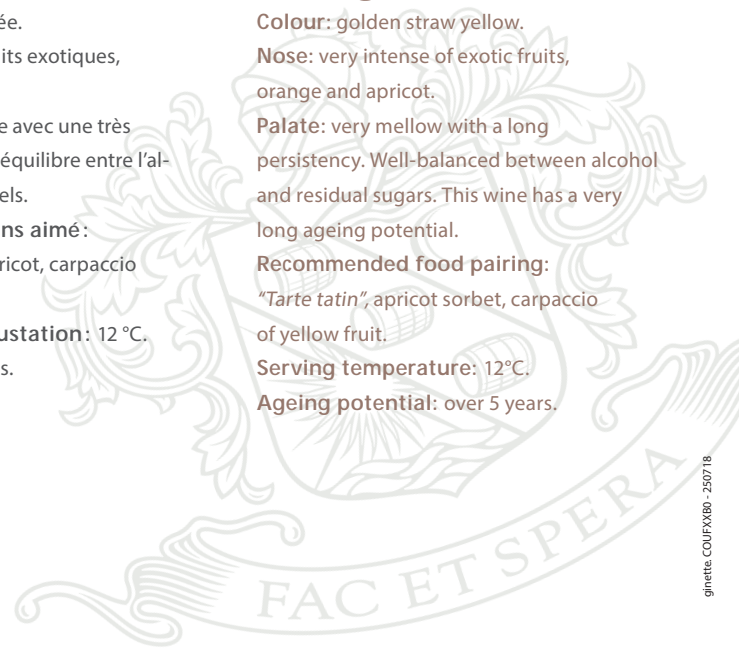 ée.
its exotiques,
e avec une très
équilibre entre l'al-
els.
ns aimé :
ricot, carpaccio
ustation : 12 °C.
s.
Colour: golden straw yellow.
Nose: very intense of exotic fruits,
orange and apricot.
Palate: very mellow with a long
persistency. Well-balanced between alcohol
and residual sugars. This wine has a very
long ageing potential.
Recommended food pairing:
“Tarte tatin”, apricot sorbet, carpaccio
of yellow fruit.
Serving temperature: 12°C.
Ageing potential: over 5 years.
FAC ET SPERA
ginette. COUFXXB0 - 250718